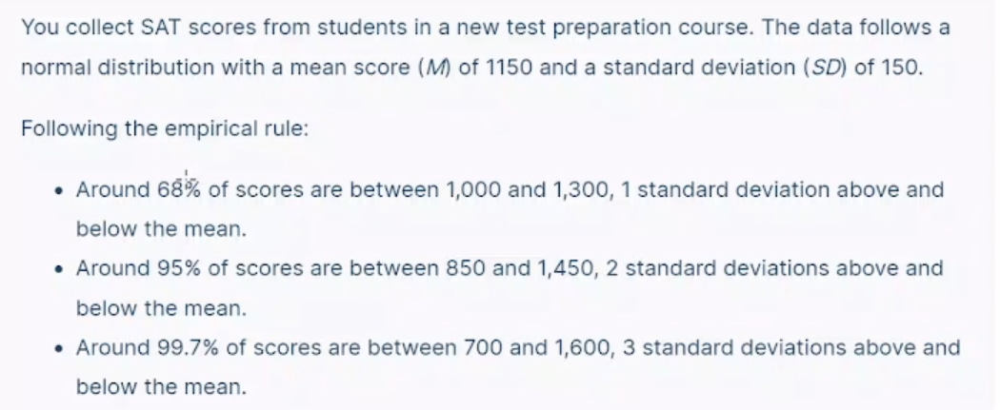 You collect SAT scores from students in a new test preparation course. The data follows a
normal distribution with a mean score (M) of 1150 and a standard deviation (SD) of 150.
Following the empirical rule:
• Around 68% of scores are between 1,000 and 1,300, 1 standard deviation above and
below the mean.
• Around 95% of scores are between 850 and 1,450, 2 standard deviations above and
below the mean.
• Around 99.7% of scores are between 700 and 1,600, 3 standard deviations above and
below the mean.